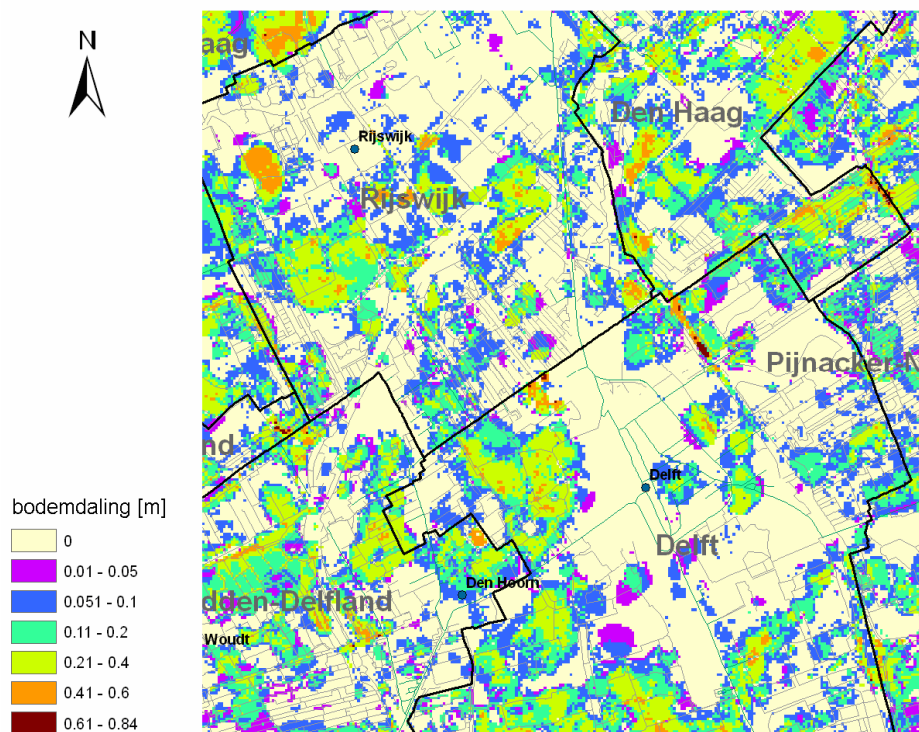 N
aag
Den Haag
Rijswijk
Rijswijk
Pijnacker-N
nd
Delft
Delft
Den Hoorn
dden-Delfland
Woudt
bodemdaling [m]
0
0.01 - 0.05
0.051 - 0.1
0.11 - 0.2
0.21 - 0.4
0.41 - 0.6
0.61 - 0.84